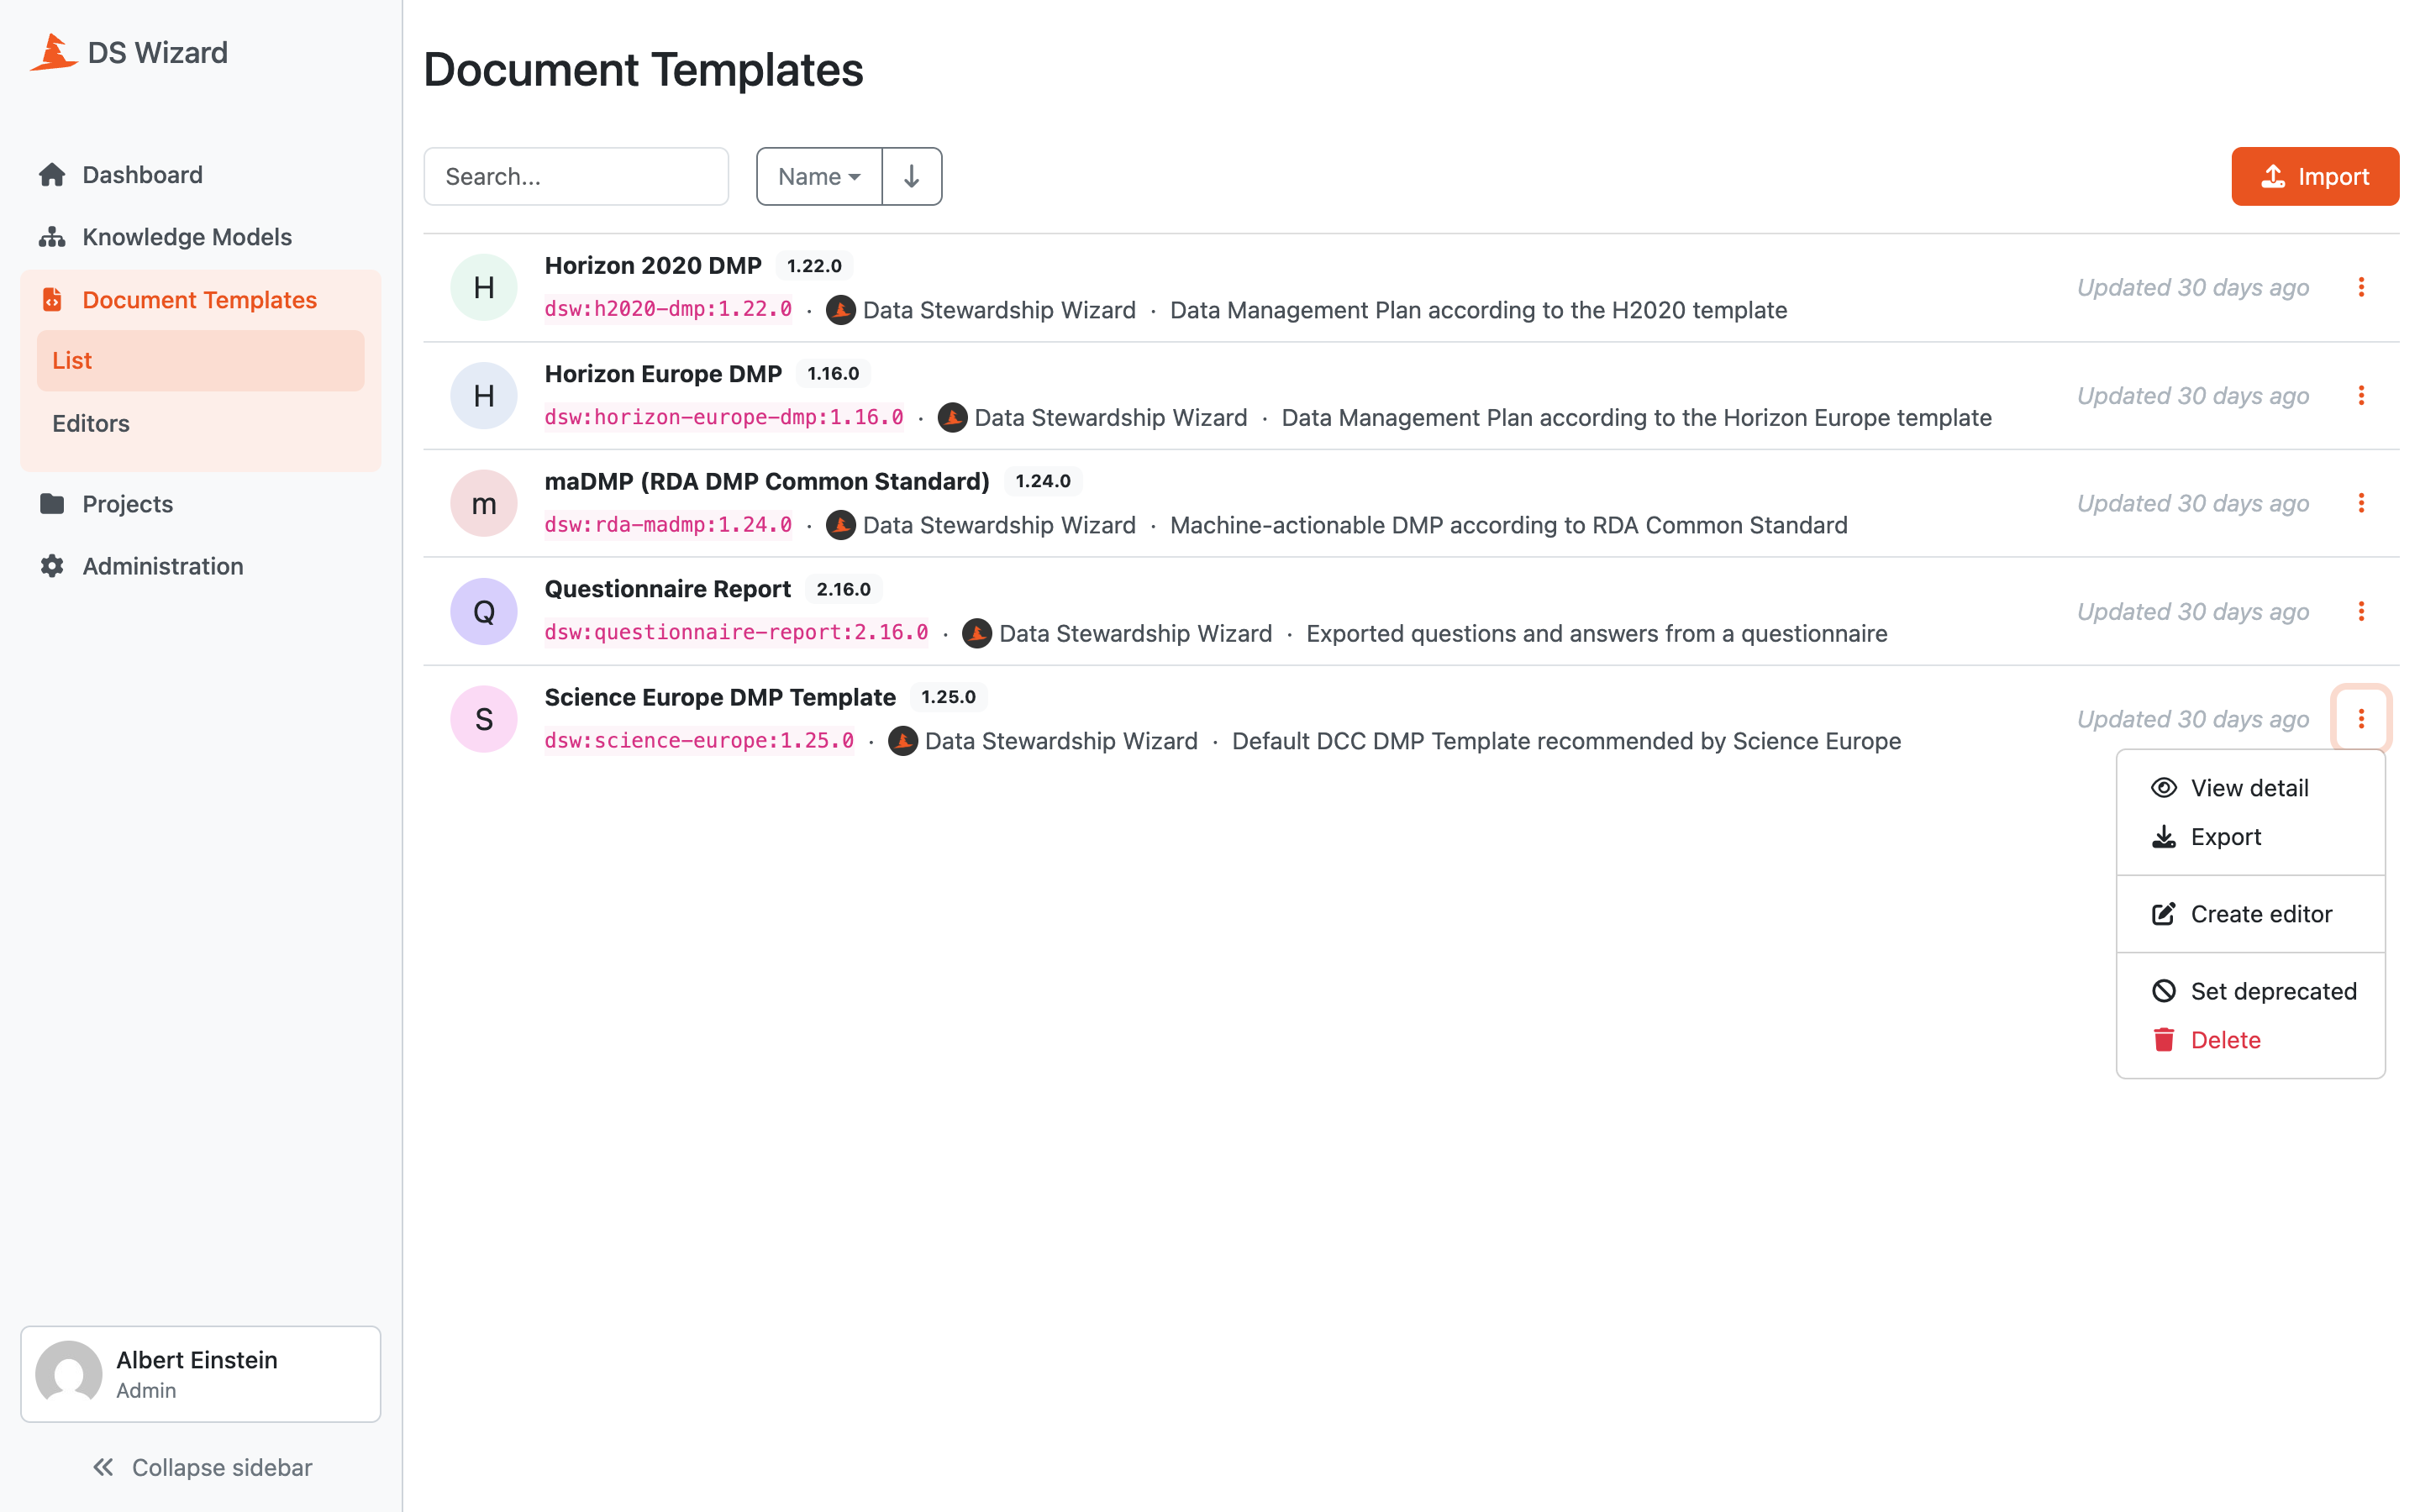 DS Wizard
Dashboard
Knowledge Models
Document Templates
List
Editors
Projects
Administration
Albert Einstein
Admin
Collapse sidebar
Document Templates
Search...
Name
Import
H
Horizon 2020 DMP 1.22.0
dsw:h2020-dmp:1.22.0 · Data Stewardship Wizard · Data Management Plan according to the H2020 template
Updated 30 days ago
H
Horizon Europe DMP 1.16.0
dsw:horizon-europe-dmp:1.16.0 · Data Stewardship Wizard · Data Management Plan according to the Horizon Europe template
Updated 30 days ago
m
maDMP (RDA DMP Common Standard) 1.24.0
dsw:rda-madmp:1.24.0 · Data Stewardship Wizard · Machine-actionable DMP according to RDA Common Standard
Updated 30 days ago
Q
Questionnaire Report 2.16.0
dsw:questionnaire-report:2.16.0 · Data Stewardship Wizard · Exported questions and answers from a questionnaire
Updated 30 days ago
S
Science Europe DMP Template 1.25.0
dsw:science-europe:1.25.0 · Data Stewardship Wizard · Default DCC DMP Template recommended by Science Europe
Updated 30 days ago
View detail
Export
Create editor
Set deprecated
Delete